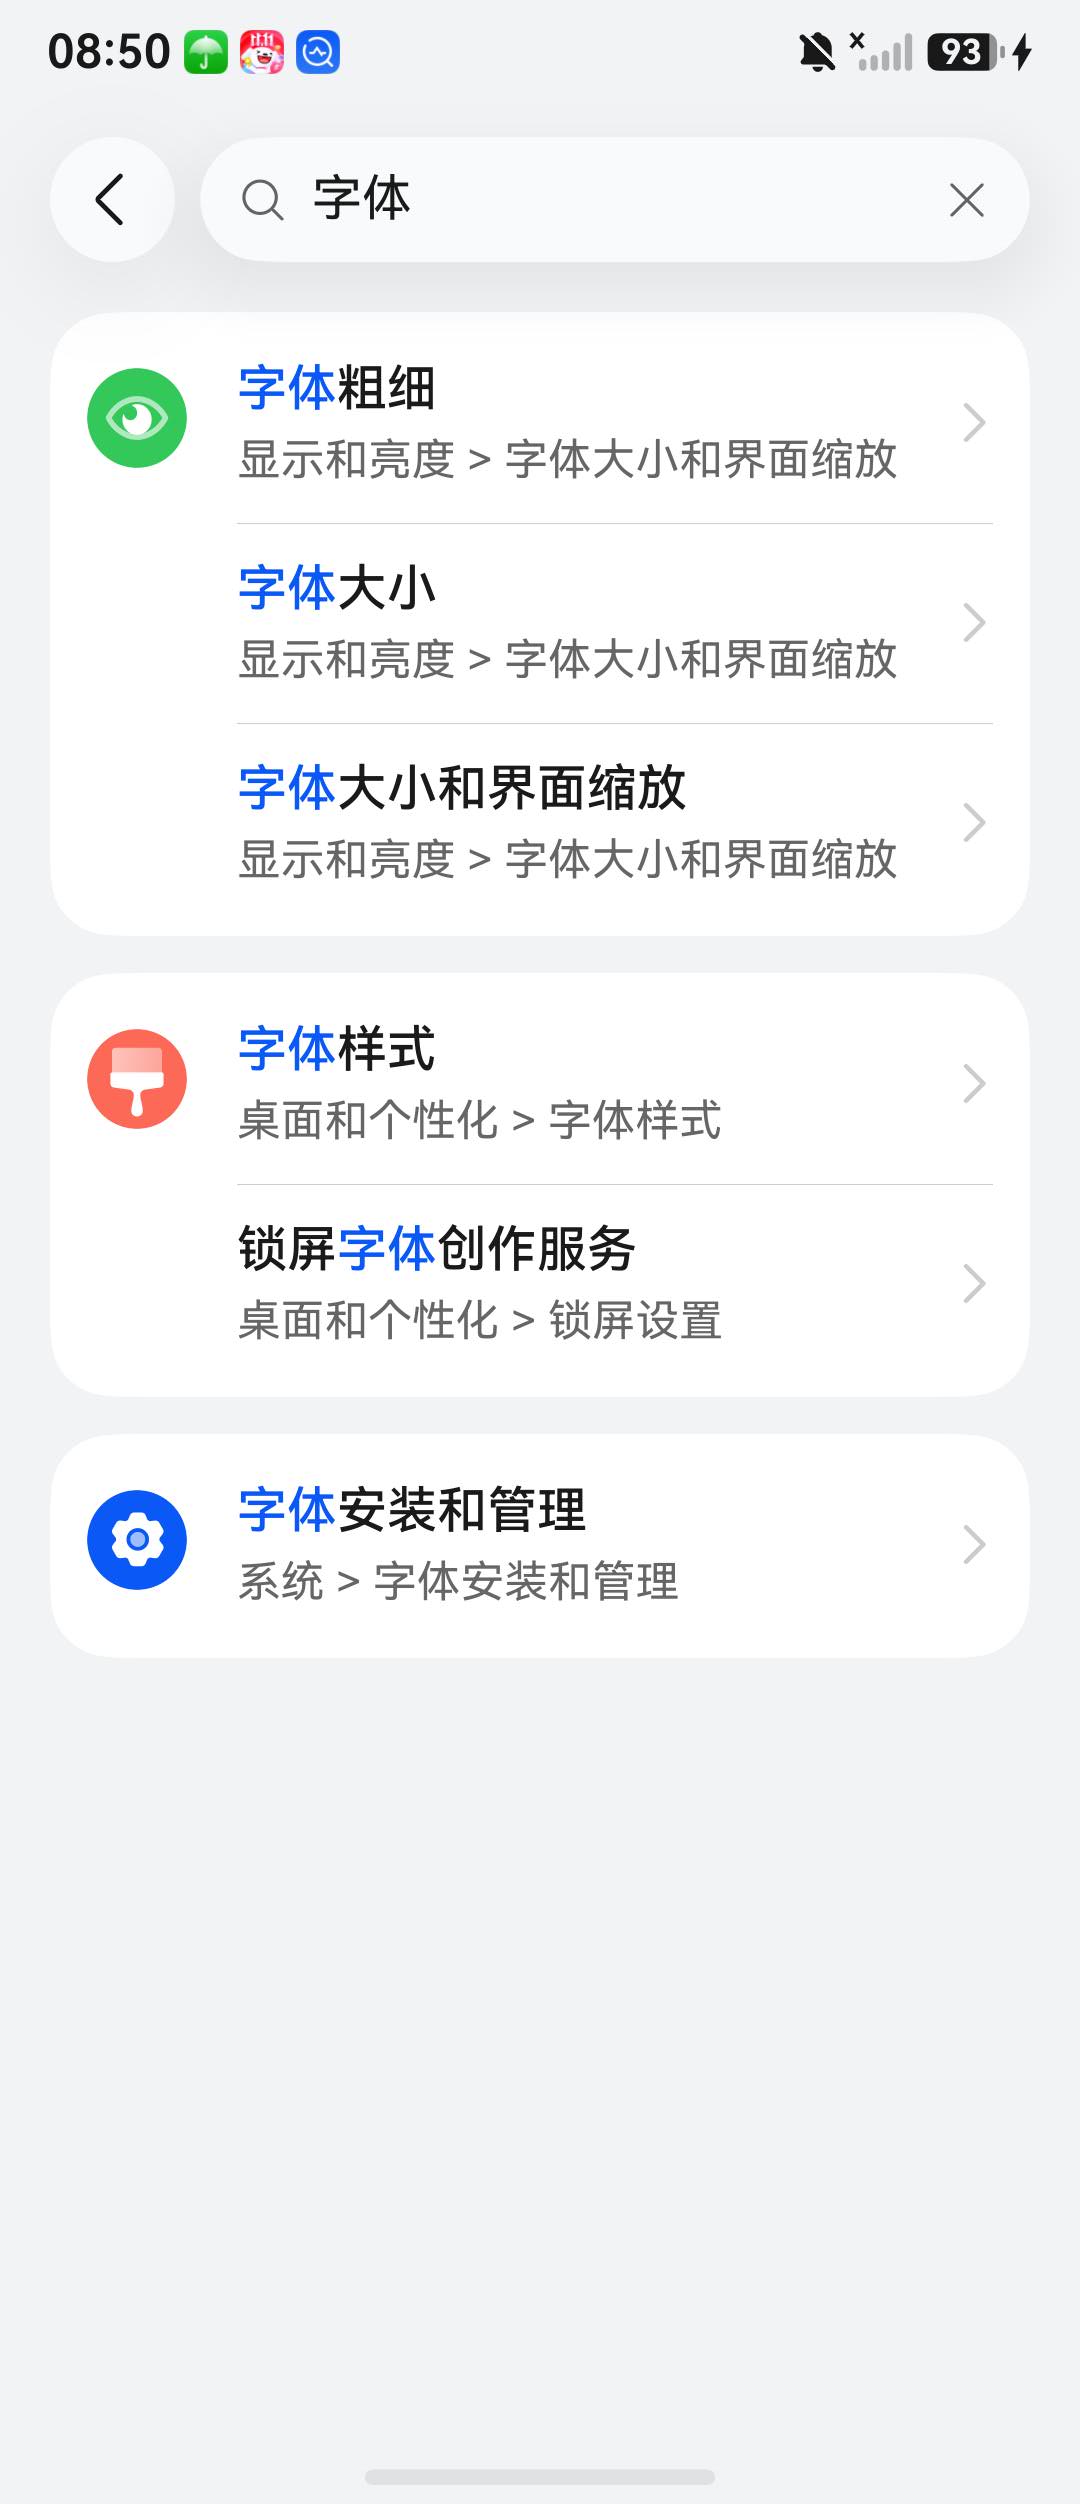 08:50
93
字体
字体粗细
显示和亮度 > 字体大小和界面缩放
字体大小
显示和亮度 > 字体大小和界面缩放
字体大小和界面缩放
显示和亮度 > 字体大小和界面缩放
字体样式
桌面和个性化 > 字体样式
锁屏字体创作服务
桌面和个性化 > 锁屏设置
字体安装和管理
系统 > 字体安装和管理